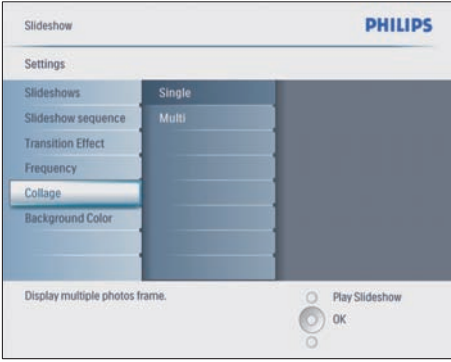 Slideshow PHILIPS
Settings
Slideshows Single
Slideshow sequence Multi
Transition Effect
Frequency
Collage
Background Color
Display multiple photos frame. Play Slideshow
OK